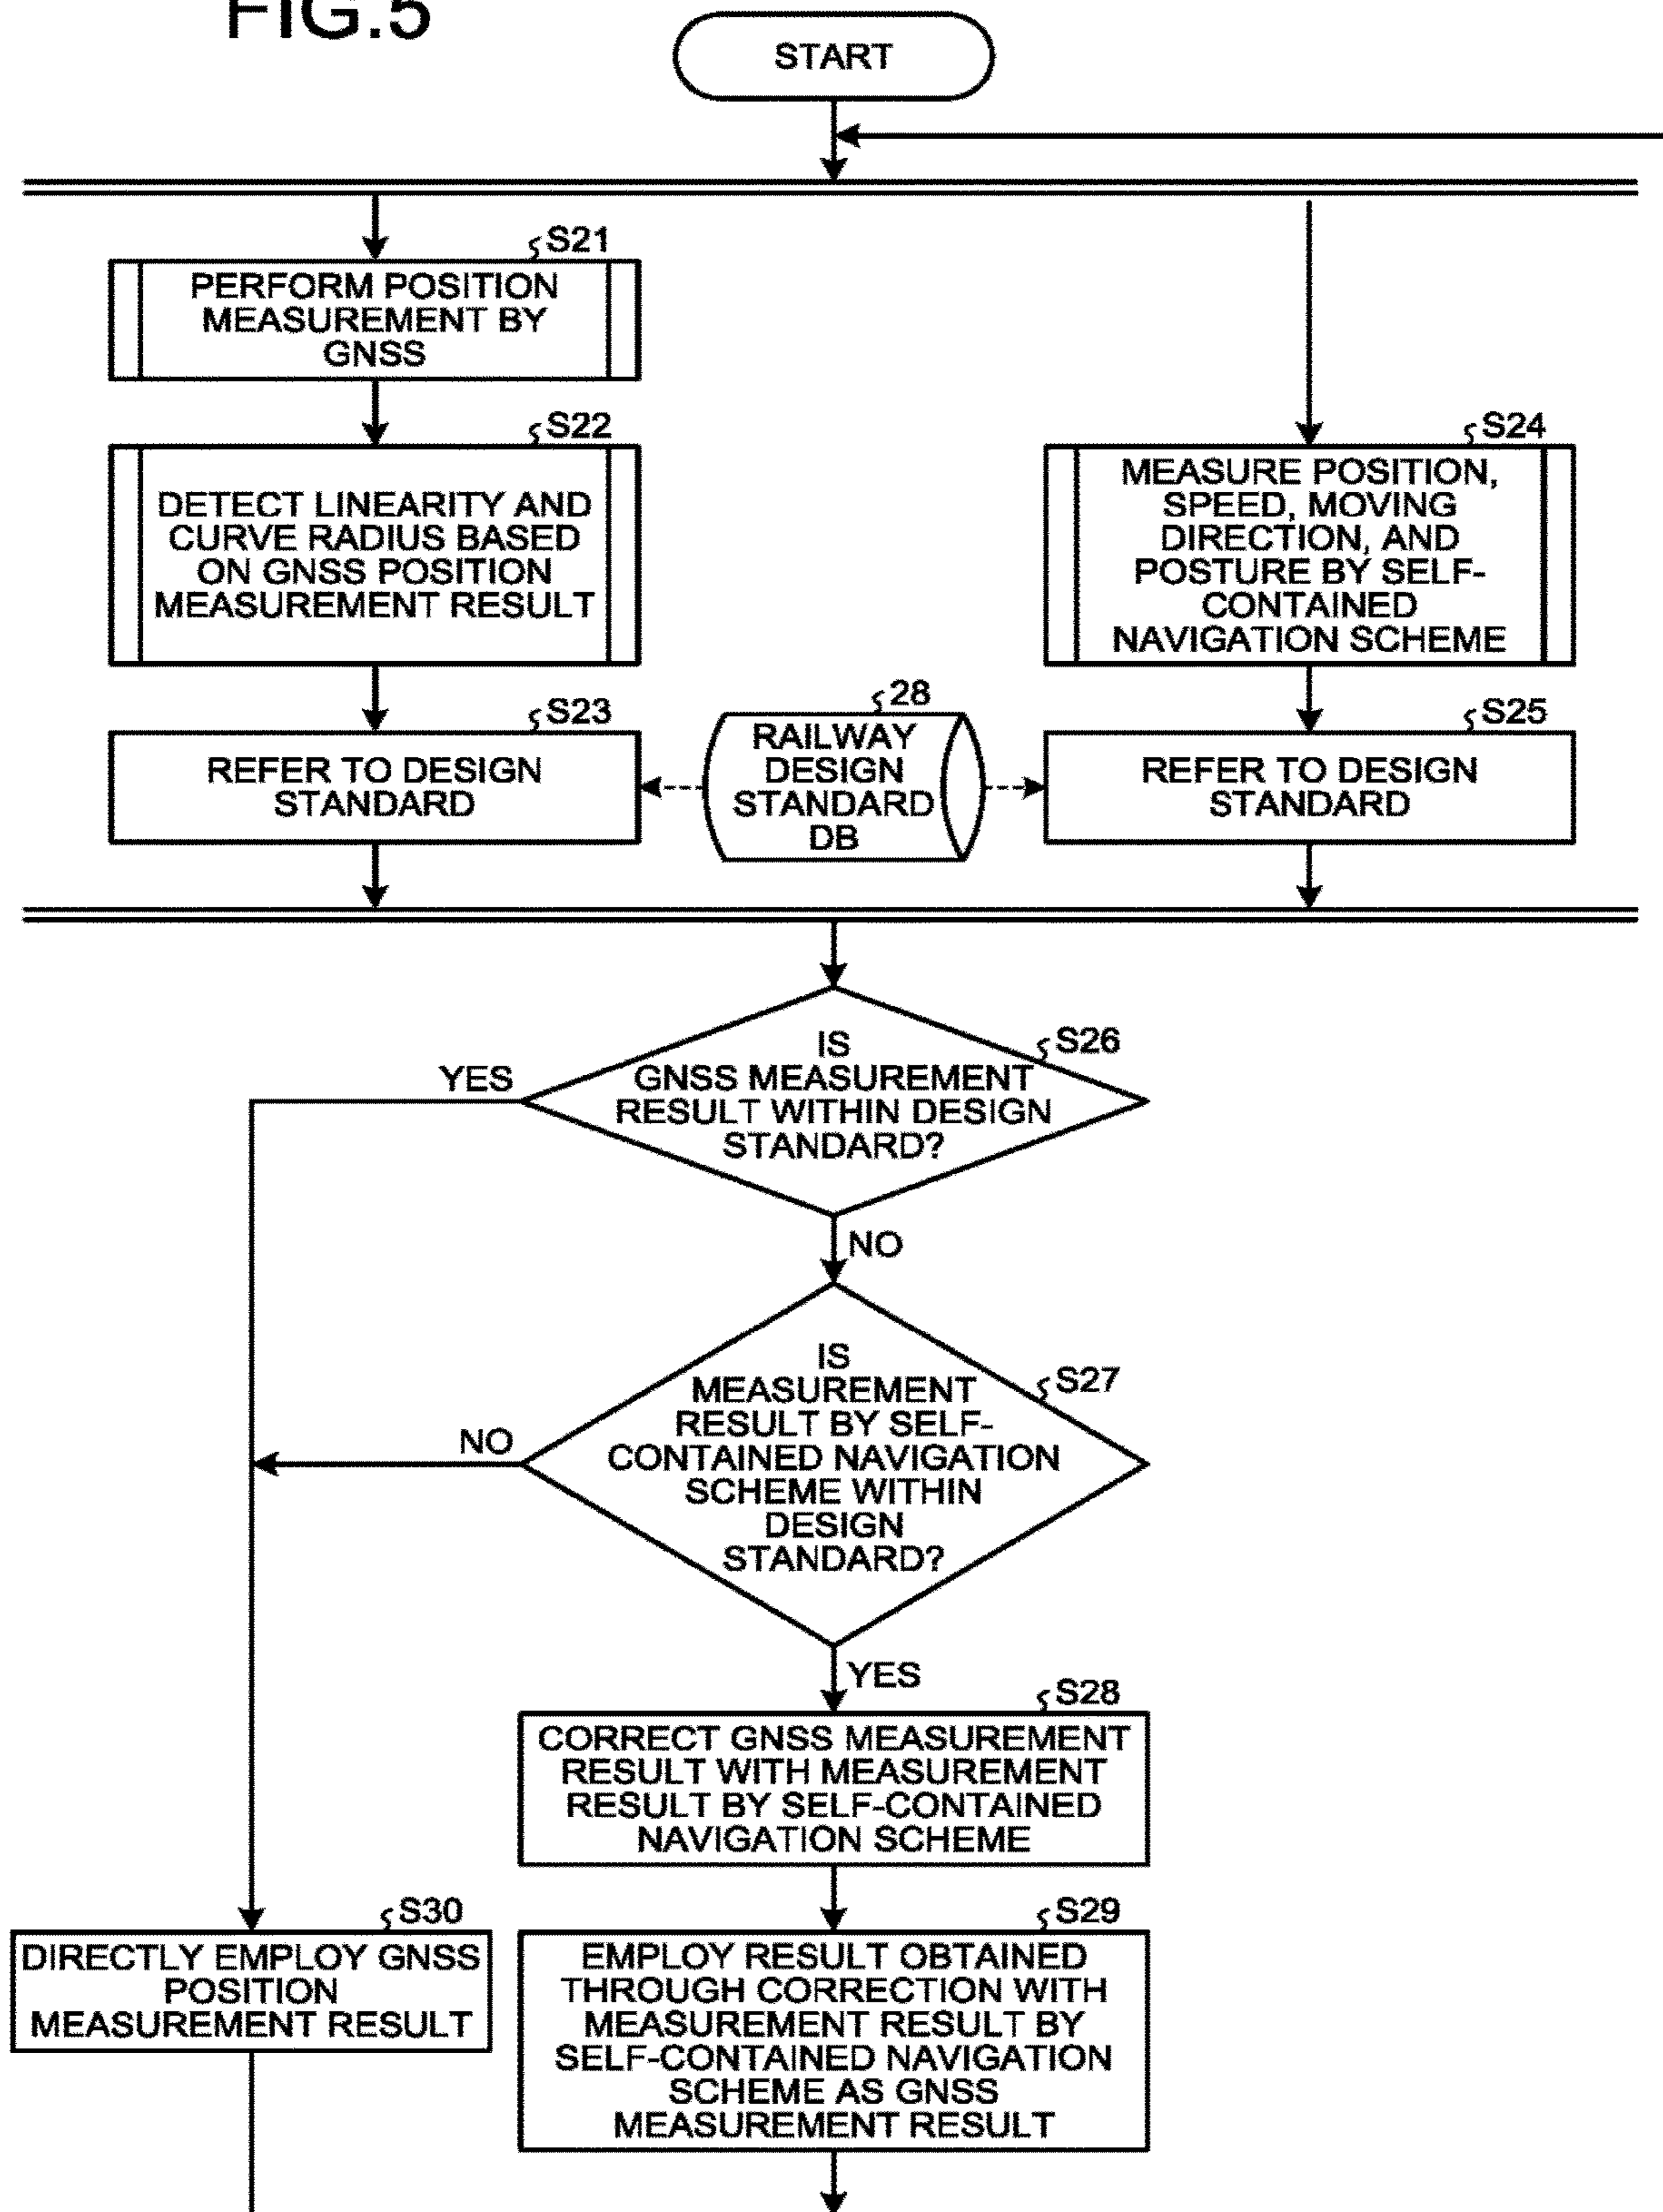 FIG.5
START
S21
PERFORM POSITION
MEASUREMENT BY
GNSS
S22
DETECT LINEARITY AND
CURVE RADIUS BASED
ON GNSS POSITION
MEASUREMENT RESULT
S24
MEASURE POSITION,
SPEED, MOVING
DIRECTION, AND
POSTURE BY SELF-
CONTAINED
NAVIGATION SCHEME
S23
REFER TO DESIGN
STANDARD
28
RAILWAY
DESIGN
STANDARD
DB
S25
REFER TO DESIGN
STANDARD
S26
IS
GNSS MEASUREMENT
RESULT WITHIN DESIGN
STANDARD?
YES
NO
S27
IS
MEASUREMENT
RESULT BY SELF-
CONTAINED NAVIGATION
SCHEME WITHIN
DESIGN
STANDARD?
NO
YES
S28
CORRECT GNSS MEASUREMENT
RESULT WITH MEASUREMENT
RESULT BY SELF-CONTAINED
NAVIGATION SCHEME
S30
DIRECTLY EMPLOY GNSS
POSITION
MEASUREMENT RESULT
S29
EMPLOY RESULT OBTAINED
THROUGH CORRECTION WITH
MEASUREMENT RESULT BY
SELF-CONTAINED NAVIGATION
SCHEME AS GNSS
MEASUREMENT RESULT